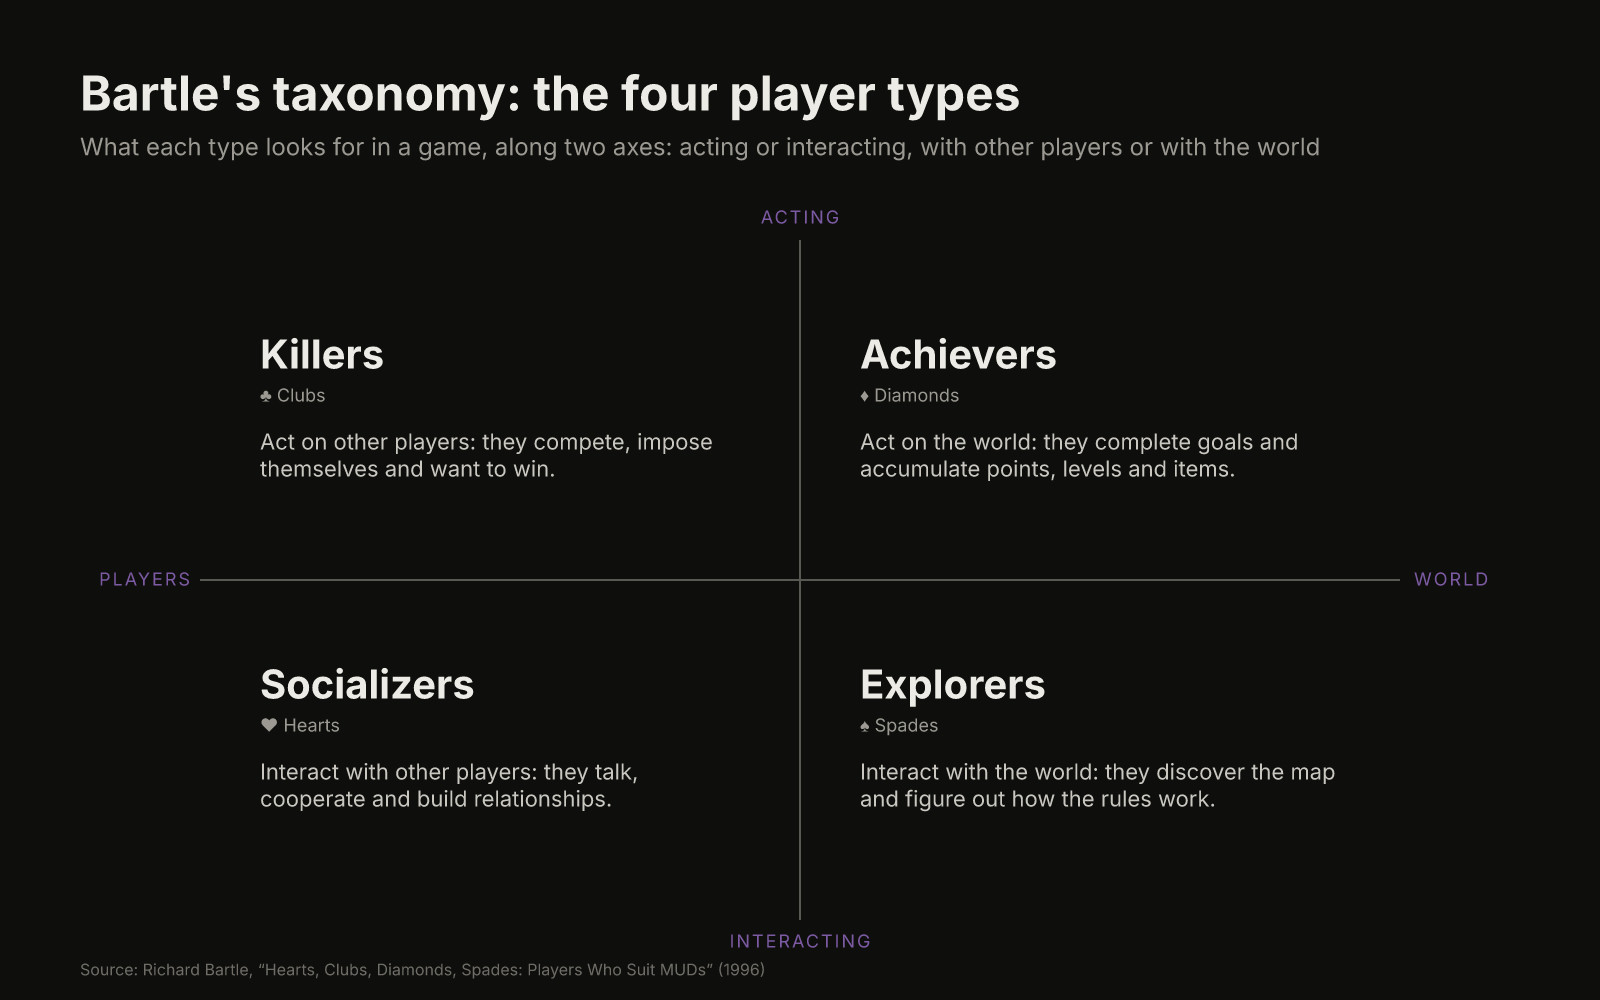 Bartle's taxonomy: the four player types
What each type looks for in a game, along two axes: acting or interacting, with other players or with the world
ACTING
Killers
♣ Clubs
Act on other players: they compete, impose
themselves and want to win.
Achievers
♦ Diamonds
Act on the world: they complete goals and
accumulate points, levels and items.
PLAYERS
WORLD
Socializers
♥ Hearts
Interact with other players: they talk,
cooperate and build relationships.
Explorers
♠ Spades
Interact with the world: they discover the map
and figure out how the rules work.
INTERACTING
Source: Richard Bartle, “Hearts, Clubs, Diamonds, Spades: Players Who Suit MUDs” (1996)